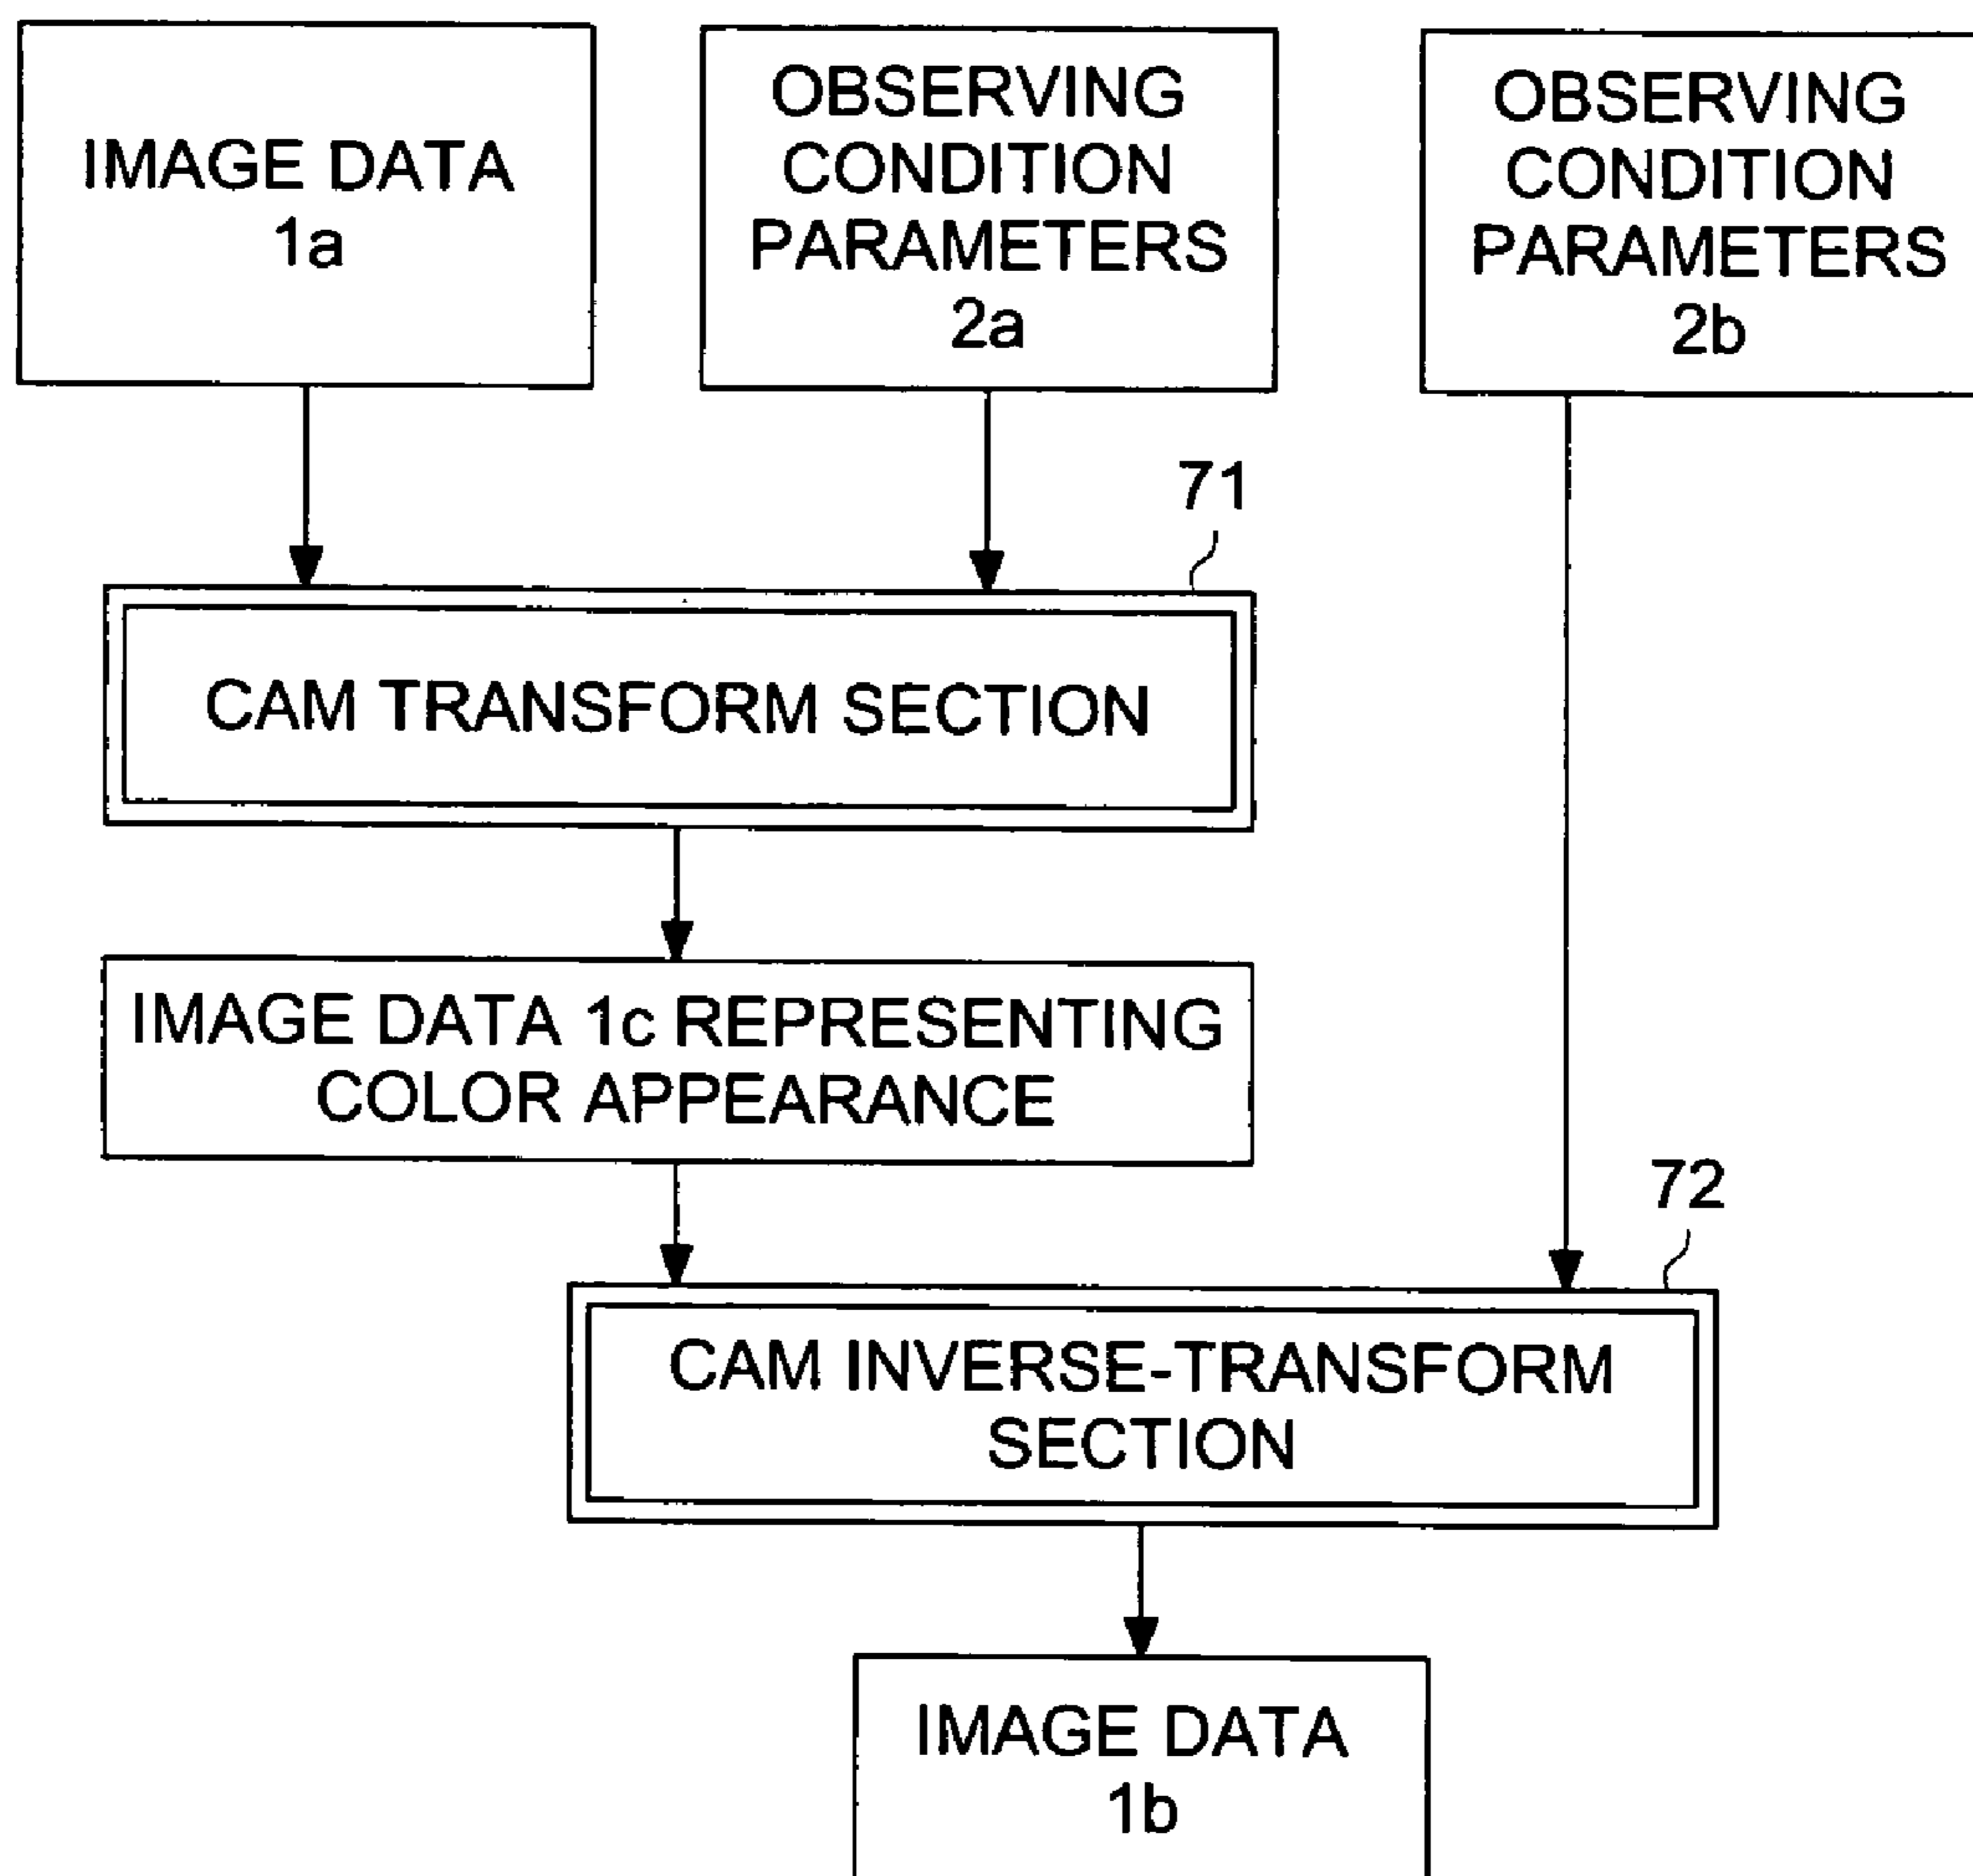 IMAGE DATA
1a
OBSERVING
CONDITION
PARAMETERS
2a
OBSERVING
CONDITION
PARAMETERS
2b
71
CAM TRANSFORM SECTION
IMAGE DATA 1c REPRESENTING
COLOR APPEARANCE
72
CAM INVERSE-TRANSFORM
SECTION
IMAGE DATA
1b